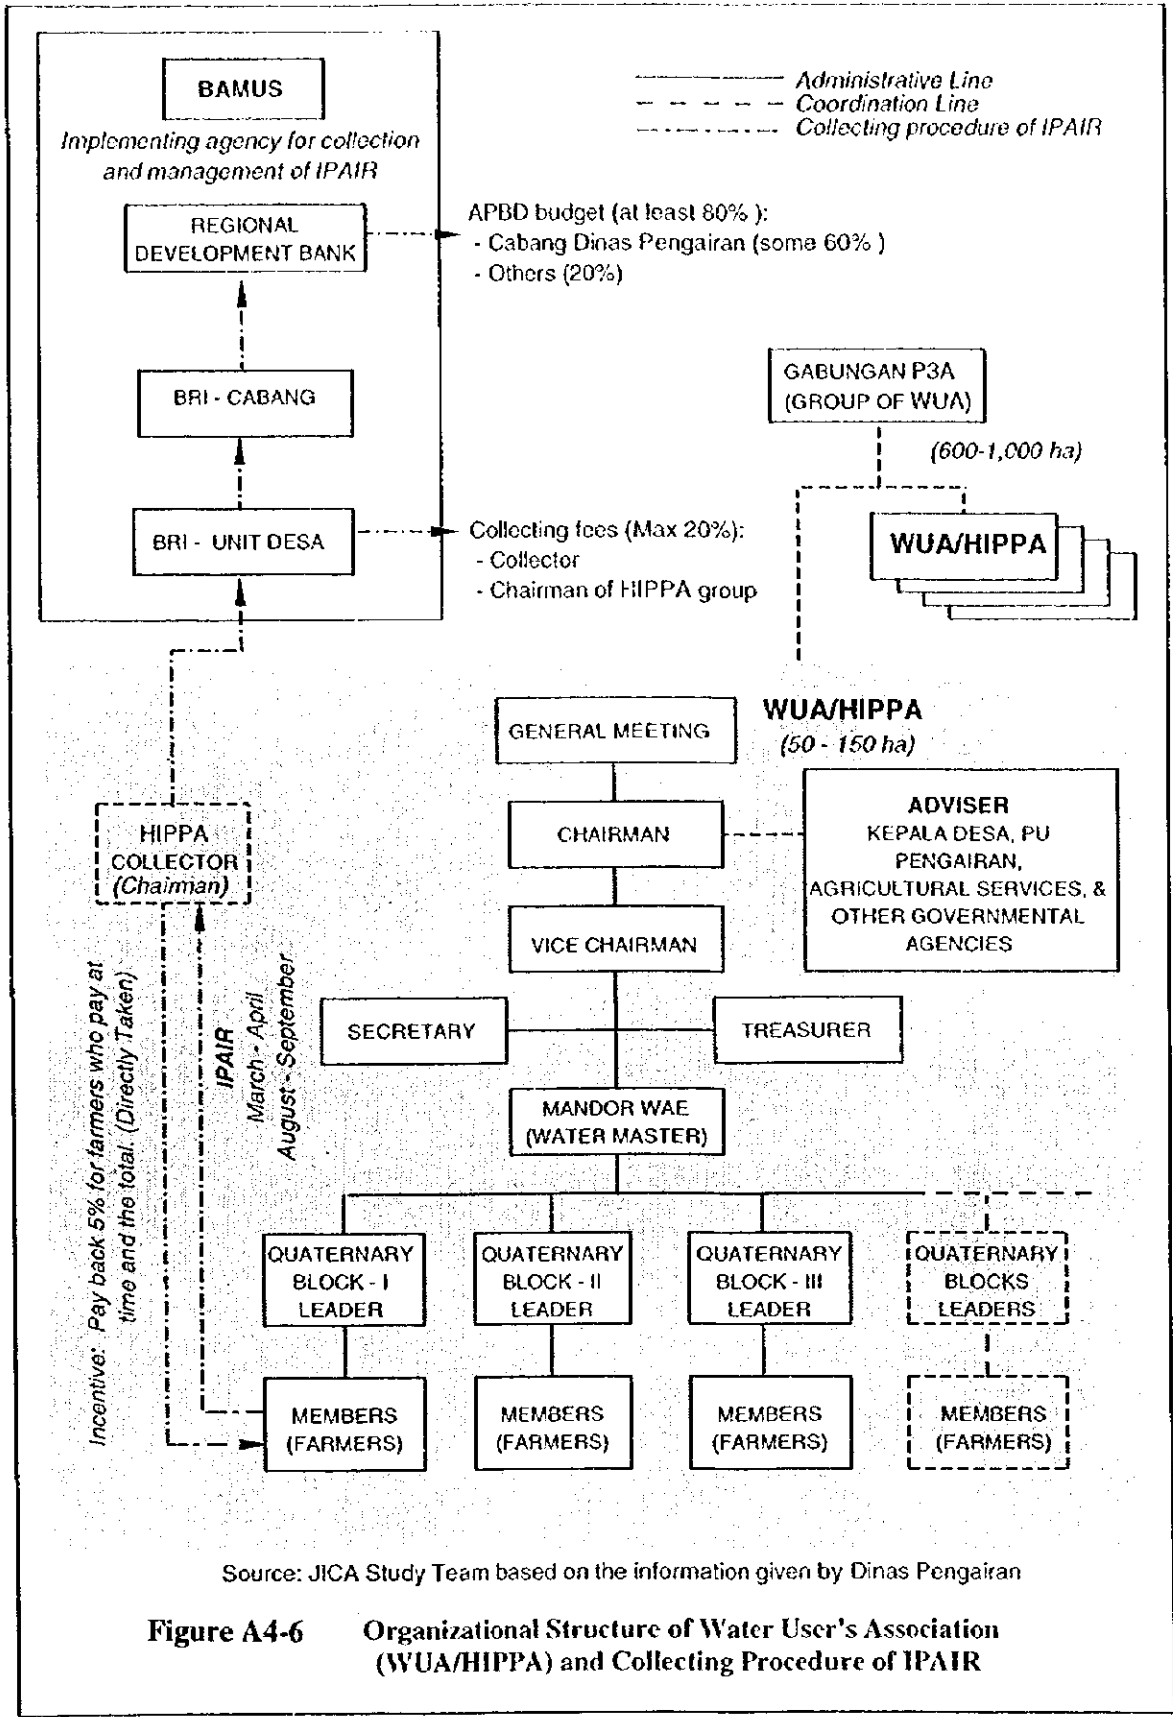 BAMUS
Implementing agency for collection
and management of IPAIR
Administrative Line
Coordination Line
Collecting procedure of IPAIR
REGIONAL
DEVELOPMENT BANK
APBD budget (at least 80% ):
- Cabang Dinas Pengairan (some 60% )
- Others (20%)
BRI - CABANG
GABUNGAN P3A
(GROUP OF WUA)
(600-1,000 ha)
BRI - UNIT DESA
Collecting fees (Max 20%):
- Collector
- Chairman of HIPPA group
WUA/HIPPA
WUA/HIPPA
(50 - 150 ha)
GENERAL MEETING
CHAIRMAN
ADVISER
KEPALA DESA, PU
PENGAIRAN,
AGRICULTURAL SERVICES, &
OTHER GOVERNMENTAL
AGENCIES
HIPPA
COLLECTOR
(Chairman)
VICE CHAIRMAN
SECRETARY
TREASURER
MANDOR WAE
(WATER MASTER)
Incentive: Pay back 5% for farmers who pay at
time and the total. (Directly Taken)
IPAIR
March - April
August - September
QUATERNARY
BLOCK - I
LEADER
QUATERNARY
BLOCK - II
LEADER
QUATERNARY
BLOCK - III
LEADER
QUATERNARY
BLOCKS
LEADERS
MEMBERS
(FARMERS)
MEMBERS
(FARMERS)
MEMBERS
(FARMERS)
MEMBERS
(FARMERS)
Source: JICA Study Team based on the information given by Dinas Pengairan
Figure A4-6 Organizational Structure of Water User's Association
(WUA/HIPPA) and Collecting Procedure of IPAIR